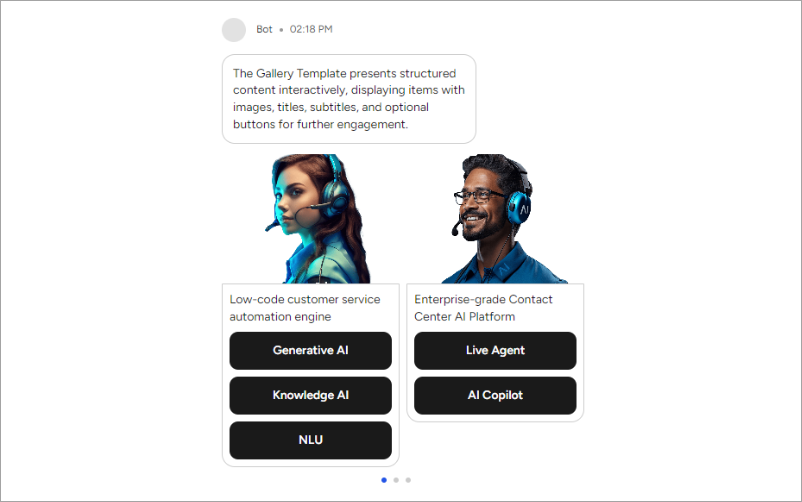 Bot • 02:18 PM
The Gallery Template presents structured
content interactively, displaying items with
images, titles, subtitles, and optional
buttons for further engagement.
AI
Low-code customer service
automation engine
Generative AI
Knowledge AI
NLU
Enterprise-grade Contact
Center AI Platform
Live Agent
AI Copilot